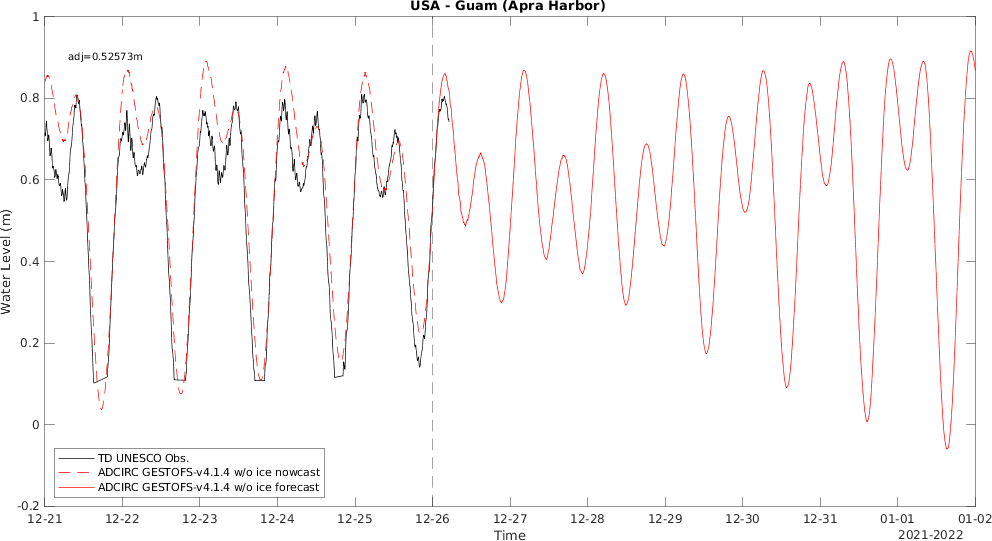 USA - Guam (Apra Harbor)
adj=0.52573m
Water Level (m)
1
0.8
0.6
0.4
0.2
0
-0.2
TD UNESCO Obs.
ADCIRC GESTOFS-v4.1.4 w/o ice nowcast
ADCIRC GESTOFS-v4.1.4 w/o ice forecast
12-21 12-22 12-23 12-24 12-25 12-26 12-27 12-28 12-29 12-30 12-31 01-01 01-02
Time
2021-2022